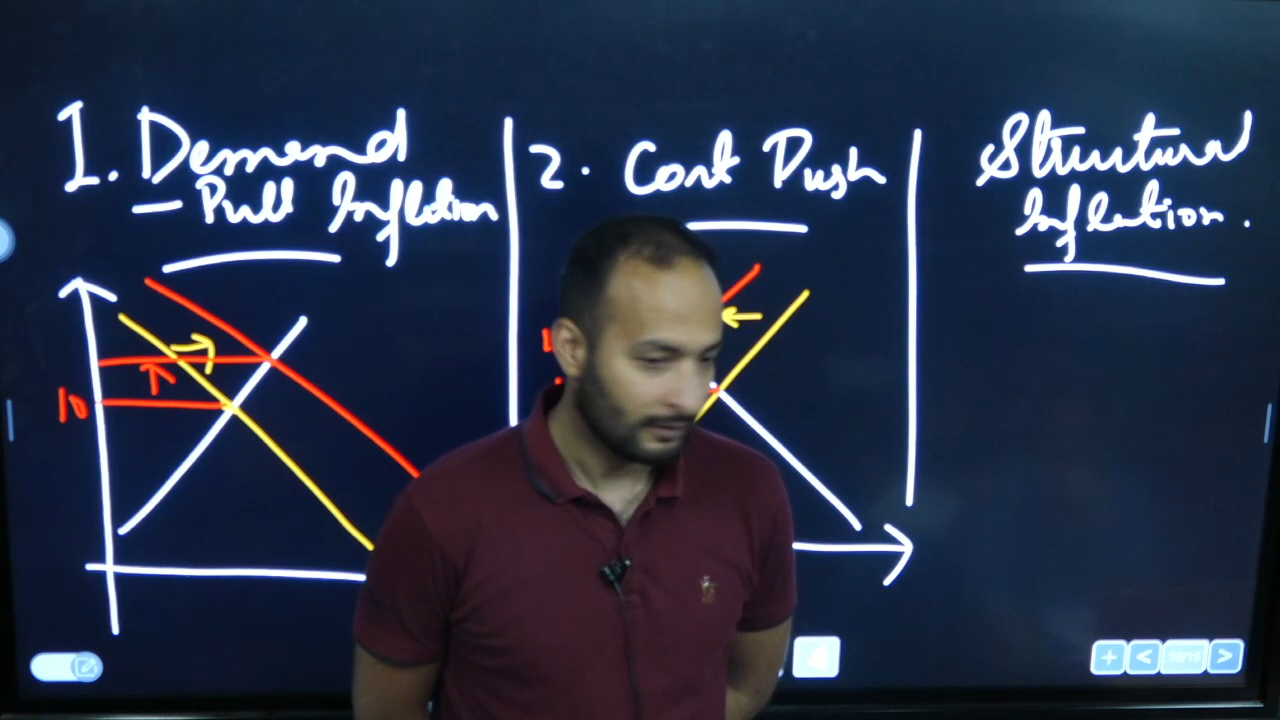 1. Demand
- Pull Inflation
10
2. Cost Push
Structural
Inflation.